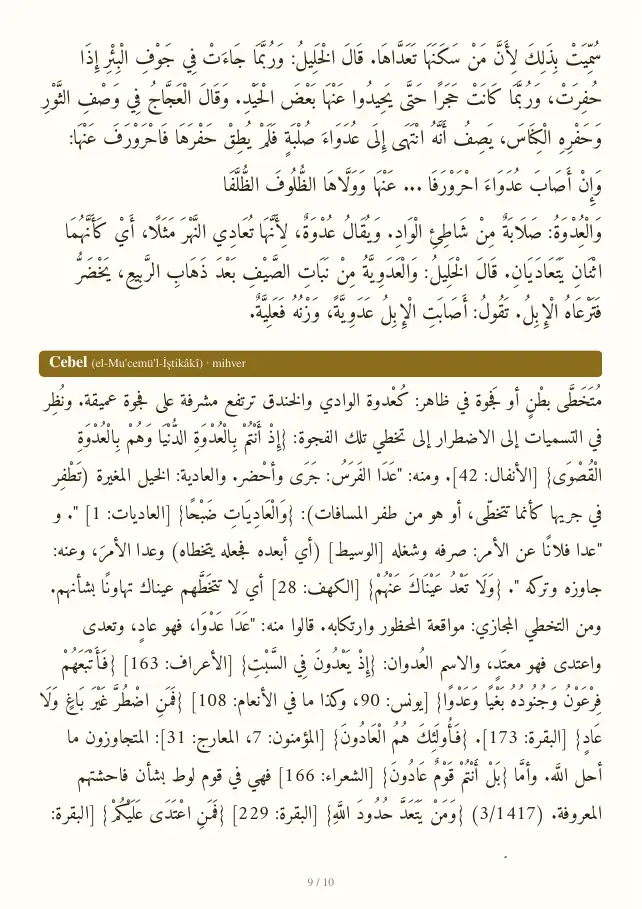 سُمِّيَتْ بِذَلِكَ لِأَنَّ مَنْ سَكَنَهَا تَعَدَّاهَا. قَالَ الْخَلِيلُ: وَرُبَّمَا جَاءَتْ فِي جَوْفِ الْبِئْرِ إِذَا
حُفِرَتْ، وَرُبَّمَا كَانَتْ حَجَرًا حَتَّى يَحِيدُوا عَنْهَا بَعْضَ الْحَيْدِ. وَقَالَ الْعَجَّاجُ فِي وَصْفِ الثَّوْرِ
وَحَفْرِهِ الْكِنَاسَ، يَصِفُ أَنَّهُ انْتَهَى إِلَى عُدَوَاءَ صُلْبَةٍ فَلَمْ يُطِقْ حَفْرَهَا فَاحْرَوْرَفَ عَنْهَا:
وَإِنْ أَصَابَ عُدَوَاءَ احْرَوْرَفَا ... عَنْهَا وَوَلَّاهَا الظُّلُوفَ الظُّلَّفَا
وَالْعُِدْوَةُ: صَلَابَةٌ مِنْ شَاطِئِ الْوَادِ. وَيُقَالُ عُدْوَةٌ، لِأَنَّهَا تُعَادِي النَّهْرَ مَثَلًا، أَيْ كَأَنَّهُمَا
اثْنَانِ يَتَعَادَيَانِ. قَالَ الْخَلِيلُ: وَالْعَدَوِيَّةُ مِنْ نَبَاتِ الصَّيْفِ بَعْدَ ذَهَابِ الرَّبِيعِ، يَخْضَرُّ
فَتَرْعَاهُ الْإِبِلُ. تَقُولُ: أَصَابَتِ الْإِبِلُ عَدَوِيَّةً، وَزْنُهُ فَعَلِيَّةٌ.
Cebel (el-Mu'cemü'l-İştikâkî) · mihver
مُتَخَطًّى بطْنٍ أو فَجوة في ظاهر: كُعْدوة الوادي والخندق ترتفع مشرفة على فجوة عميقة. ونُظِر
في التسميات إلى الاضطرار إلى تخطي تلك الفجوة: {إِذْ أَنْتُمْ بِالْعُدْوَةِ الدُّنْيَا وَهُمْ بِالْعُدْوَةِ
الْقُصْوَى} [الأنفال: 42]. ومنه: "عَدَا الفَرَسُ: جَرَى وأحْضر. والعادية: الخيل المغيرة (تَطْفِر
في جريها كأنما تتخطّى، أو هو من طفر المسافات): {وَالْعَادِيَاتِ ضَبْحًا} [العاديات: 1] ". و
"عدا فلانًا عن الأمر: صرفه وشغله [الوسيط] (أي أبعده فجعله يتخطاه) وعدا الأمرَ، وعنه:
جاوزه وتركه ". {وَلَا تَعْدُ عَيْنَاكَ عَنْهُمْ} [الكهف: 28] أي لا تتخَطَّهم عيناك تهاونًا بشأنهم.
ومن التخطي المجازي: مواقعة المحظور وارتكابه. قالوا منه: "عَدَا عَدْوَا، فهو عادٍ، وتعدى
واعتدى فهو معتَدٍ، والاسم العُدوان: {إِذْ يَعْدُونَ فِي السَّبْتِ} [الأعراف: 163] {فَأَتْبَعَهُمْ
فِرْعَوْنُ وَجُنُودُهُ بَغْيًا وَعَدْوًا} [يونس: 90، وكذا ما في الأنعام: 108] {فَمَنِ اضْطُرَّ غَيْرَ بَاغٍ وَلَا
عَادٍ} [البقرة: 173]. {فَأُولَئِكَ هُمُ الْعَادُونَ} [المؤمنون: 7، المعارج: 31]: المتجاوزون ما
أحل الله. وأمَّا {بَلْ أَنْتُمْ قَوْمٌ عَادُونَ} [الشعراء: 166] فهي في قوم لوط بشأن فاحشتهم
المعروفة. (3/1417) {وَمَنْ يَتَعَدَّ حُدُودَ اللَّهِ} [البقرة: 229] {فَمَنِ اعْتَدَى عَلَيْكُمْ} [البقرة:
9 / 10